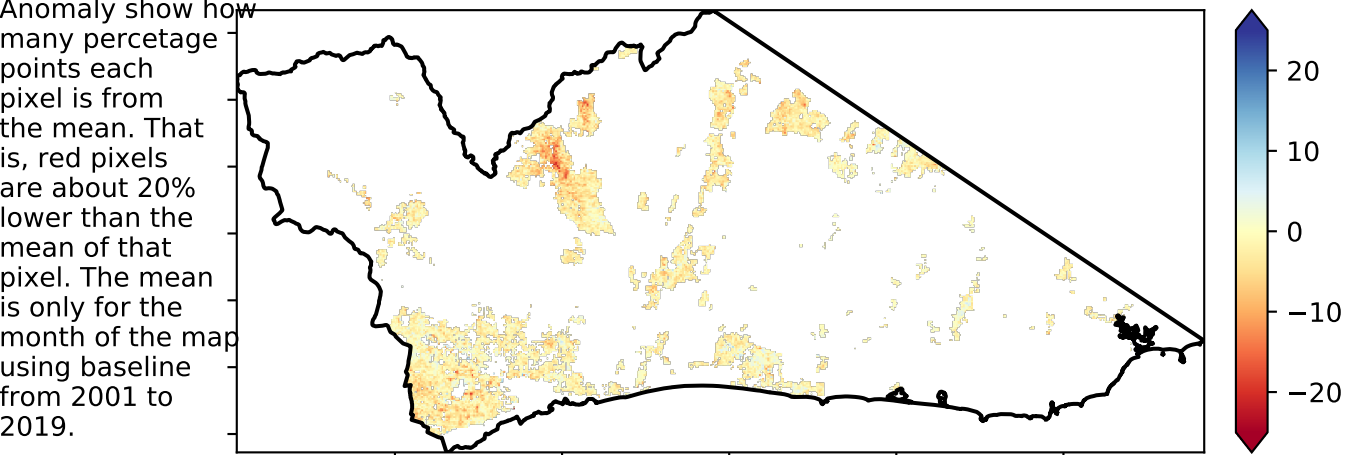 Anomaly show how
many percetage
points each
pixel is from
the mean. That
is, red pixels
are about 20%
lower than the
mean of that
pixel. The mean
is only for the
month of the map
using baseline
from 2001 to
2019.
20
10
0
−10
−20